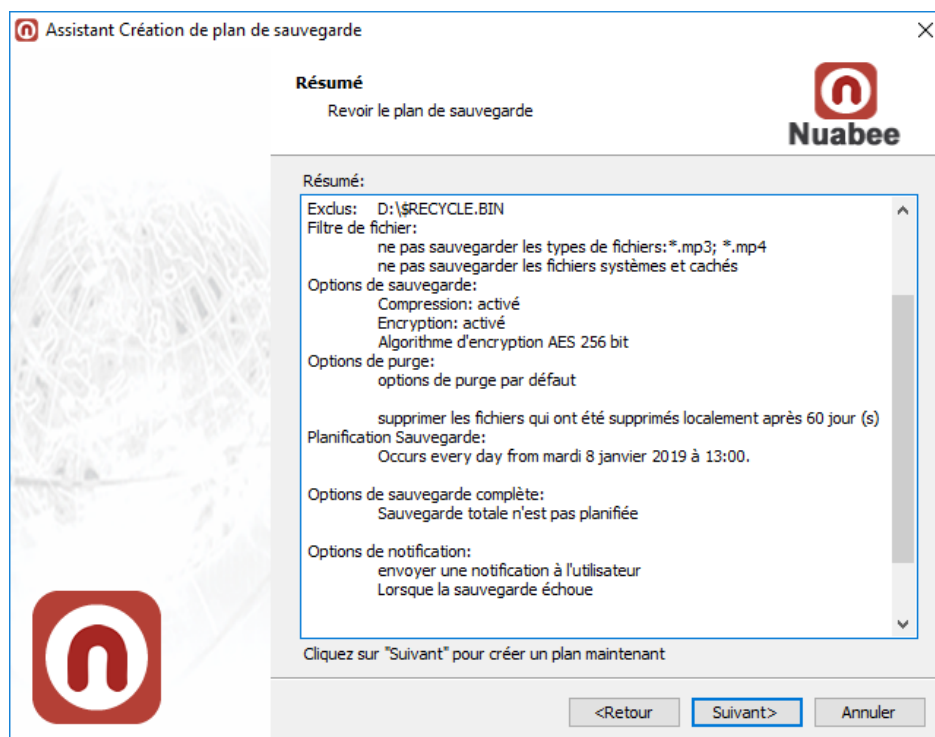 Assistant Création de plan de sauvegarde
Résumé
Revoir le plan de sauvegarde
Nuabee
Résumé:
Exclus: D:\$RECYCLE.BIN
Filtre de fichier:
ne pas sauvegarder les types de fichiers:*.mp3; *.mp4
ne pas sauvegarder les fichiers systèmes et cachés
Options de sauvegarde:
Compression: activé
Encryption: activé
Algorithme d'encryption AES 256 bit
Options de purge:
options de purge par défaut
supprimer les fichiers qui ont été supprimés localement après 60 jour (s)
Planification Sauvegarde:
Occurs every day from mardi 8 janvier 2019 à 13:00.
Options de sauvegarde complète:
Sauvegarde totale n'est pas planifiée
Options de notification:
envoyer une notification à l'utilisateur
Lorsque la sauvegarde échoue
Cliquez sur "Suivant" pour créer un plan maintenant
<Retour
Suivant>
Annuler